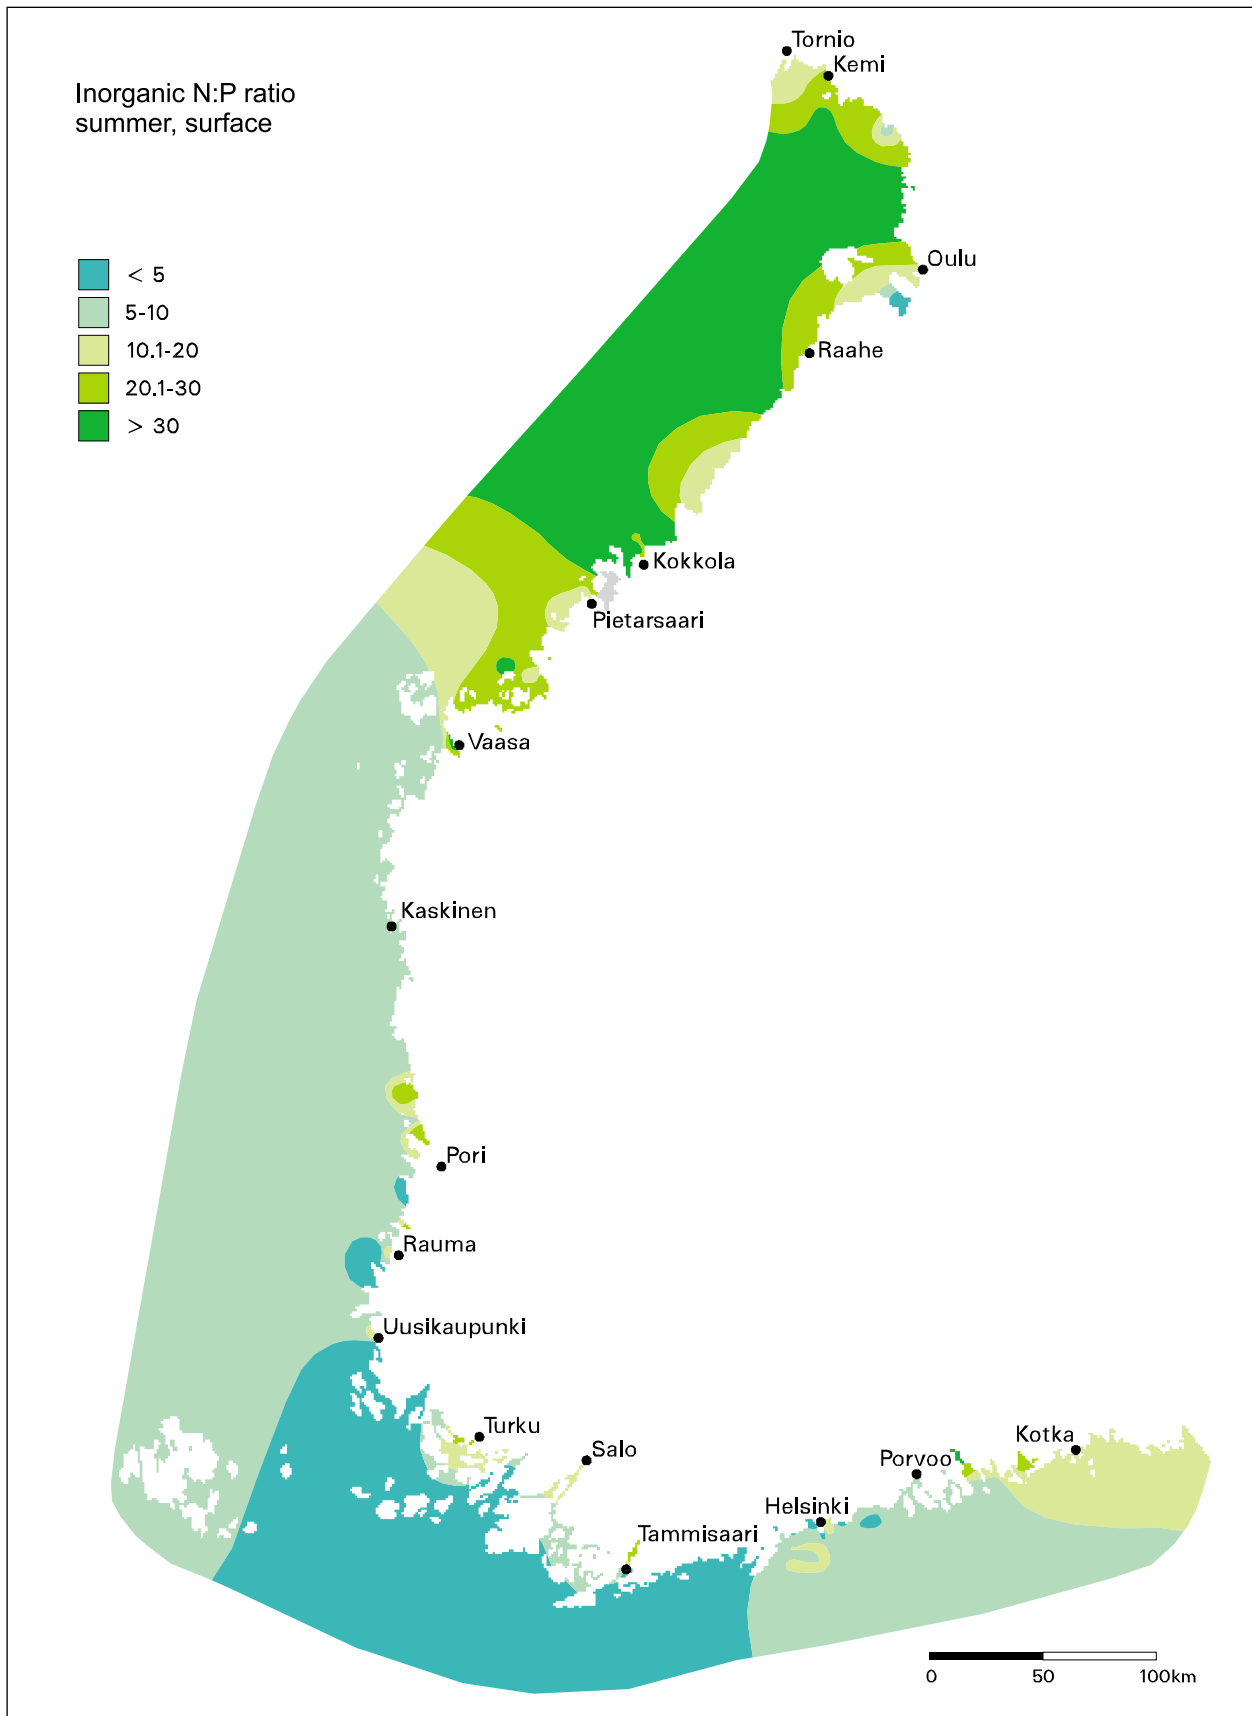 Inorganic N:P ratio
summer, surface
< 5
5-10
10.1-20
20.1-30
> 30
Tornio
Kemi
Oulu
Raahe
Kokkola
Pietarsaari
Vaasa
Kaskinen
Pori
Rauma
Uusikaupunki
Turku
Salo
Tammisaari
Helsinki
Porvoo
Kotka
0 50 100km